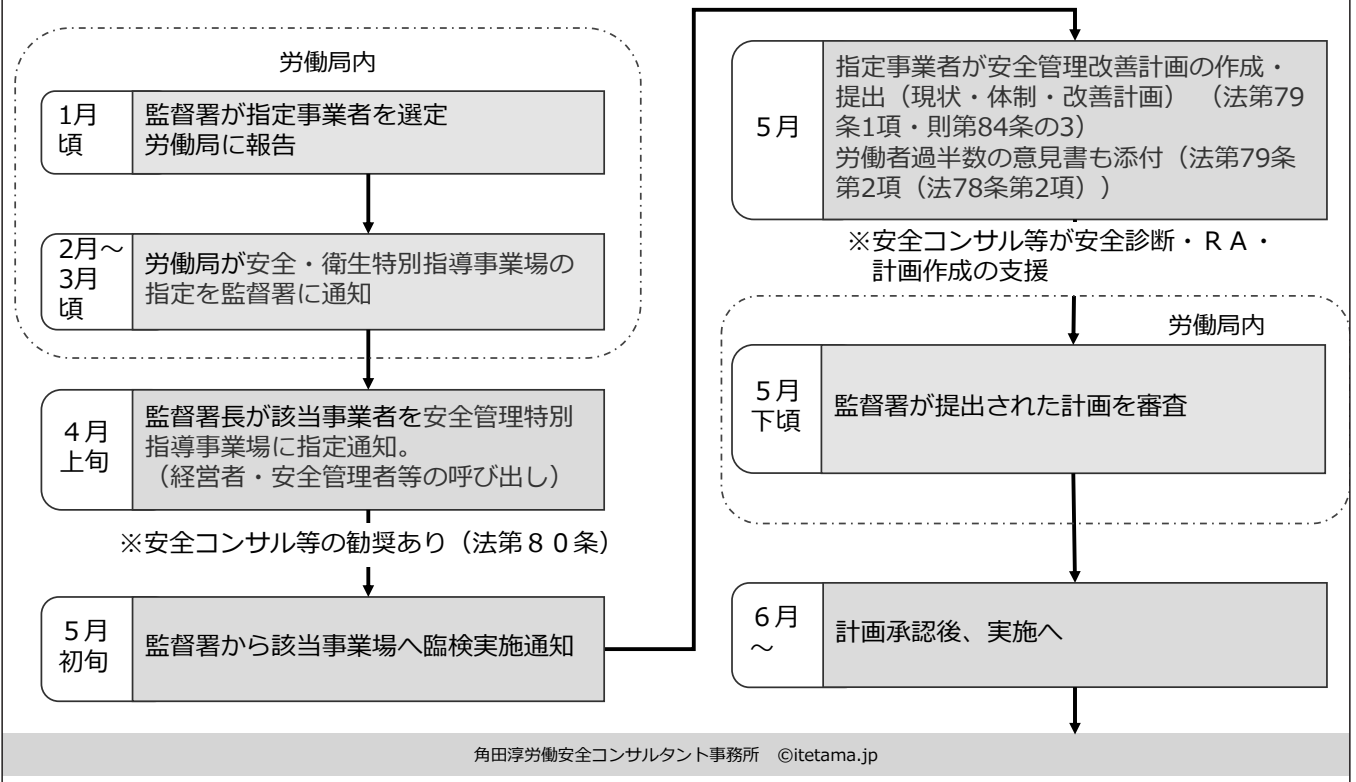 労働局内
1月
頃
監督署が指定事業者を選定
労働局に報告
2月～
3月
頃
労働局が安全・衛生特別指導事業場の
指定を監督署に通知
４月
上旬
監督署長が該当事業者を安全管理特別
指導事業場に指定通知。
（経営者・安全管理者等の呼び出し）
※安全コンサル等の勧奨あり（法第８０条）
５月
初旬
監督署から該当事業場へ臨検実施通知
５月
指定事業者が安全管理改善計画の作成・
提出（現状・体制・改善計画）　（法第79
条1項・則第84条の3）
労働者過半数の意見書も添付（法第79条
第2項（法78条第2項））
※安全コンサル等が安全診断・ＲＡ・
計画作成の支援
労働局内
５月
下頃
監督署が提出された計画を審査
６月
～
計画承認後、実施へ
角田淳労働安全コンサルタント事務所　©itetama.jp